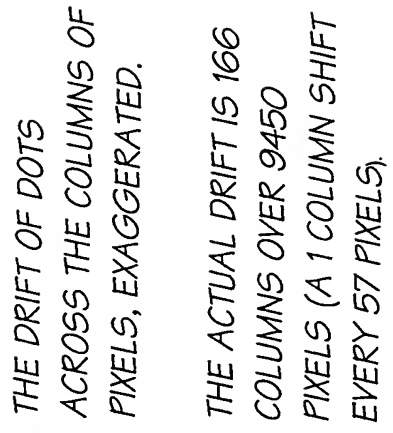 THE DRIFT OF DOTS
ACROSS THE COLUMNS OF
PIXELS, EXAGGERATED.
THE ACTUAL DRIFT IS 166
COLUMNS OVER 9450
PIXELS (A 1 COLUMN SHIFT
EVERY 57 PIXELS).